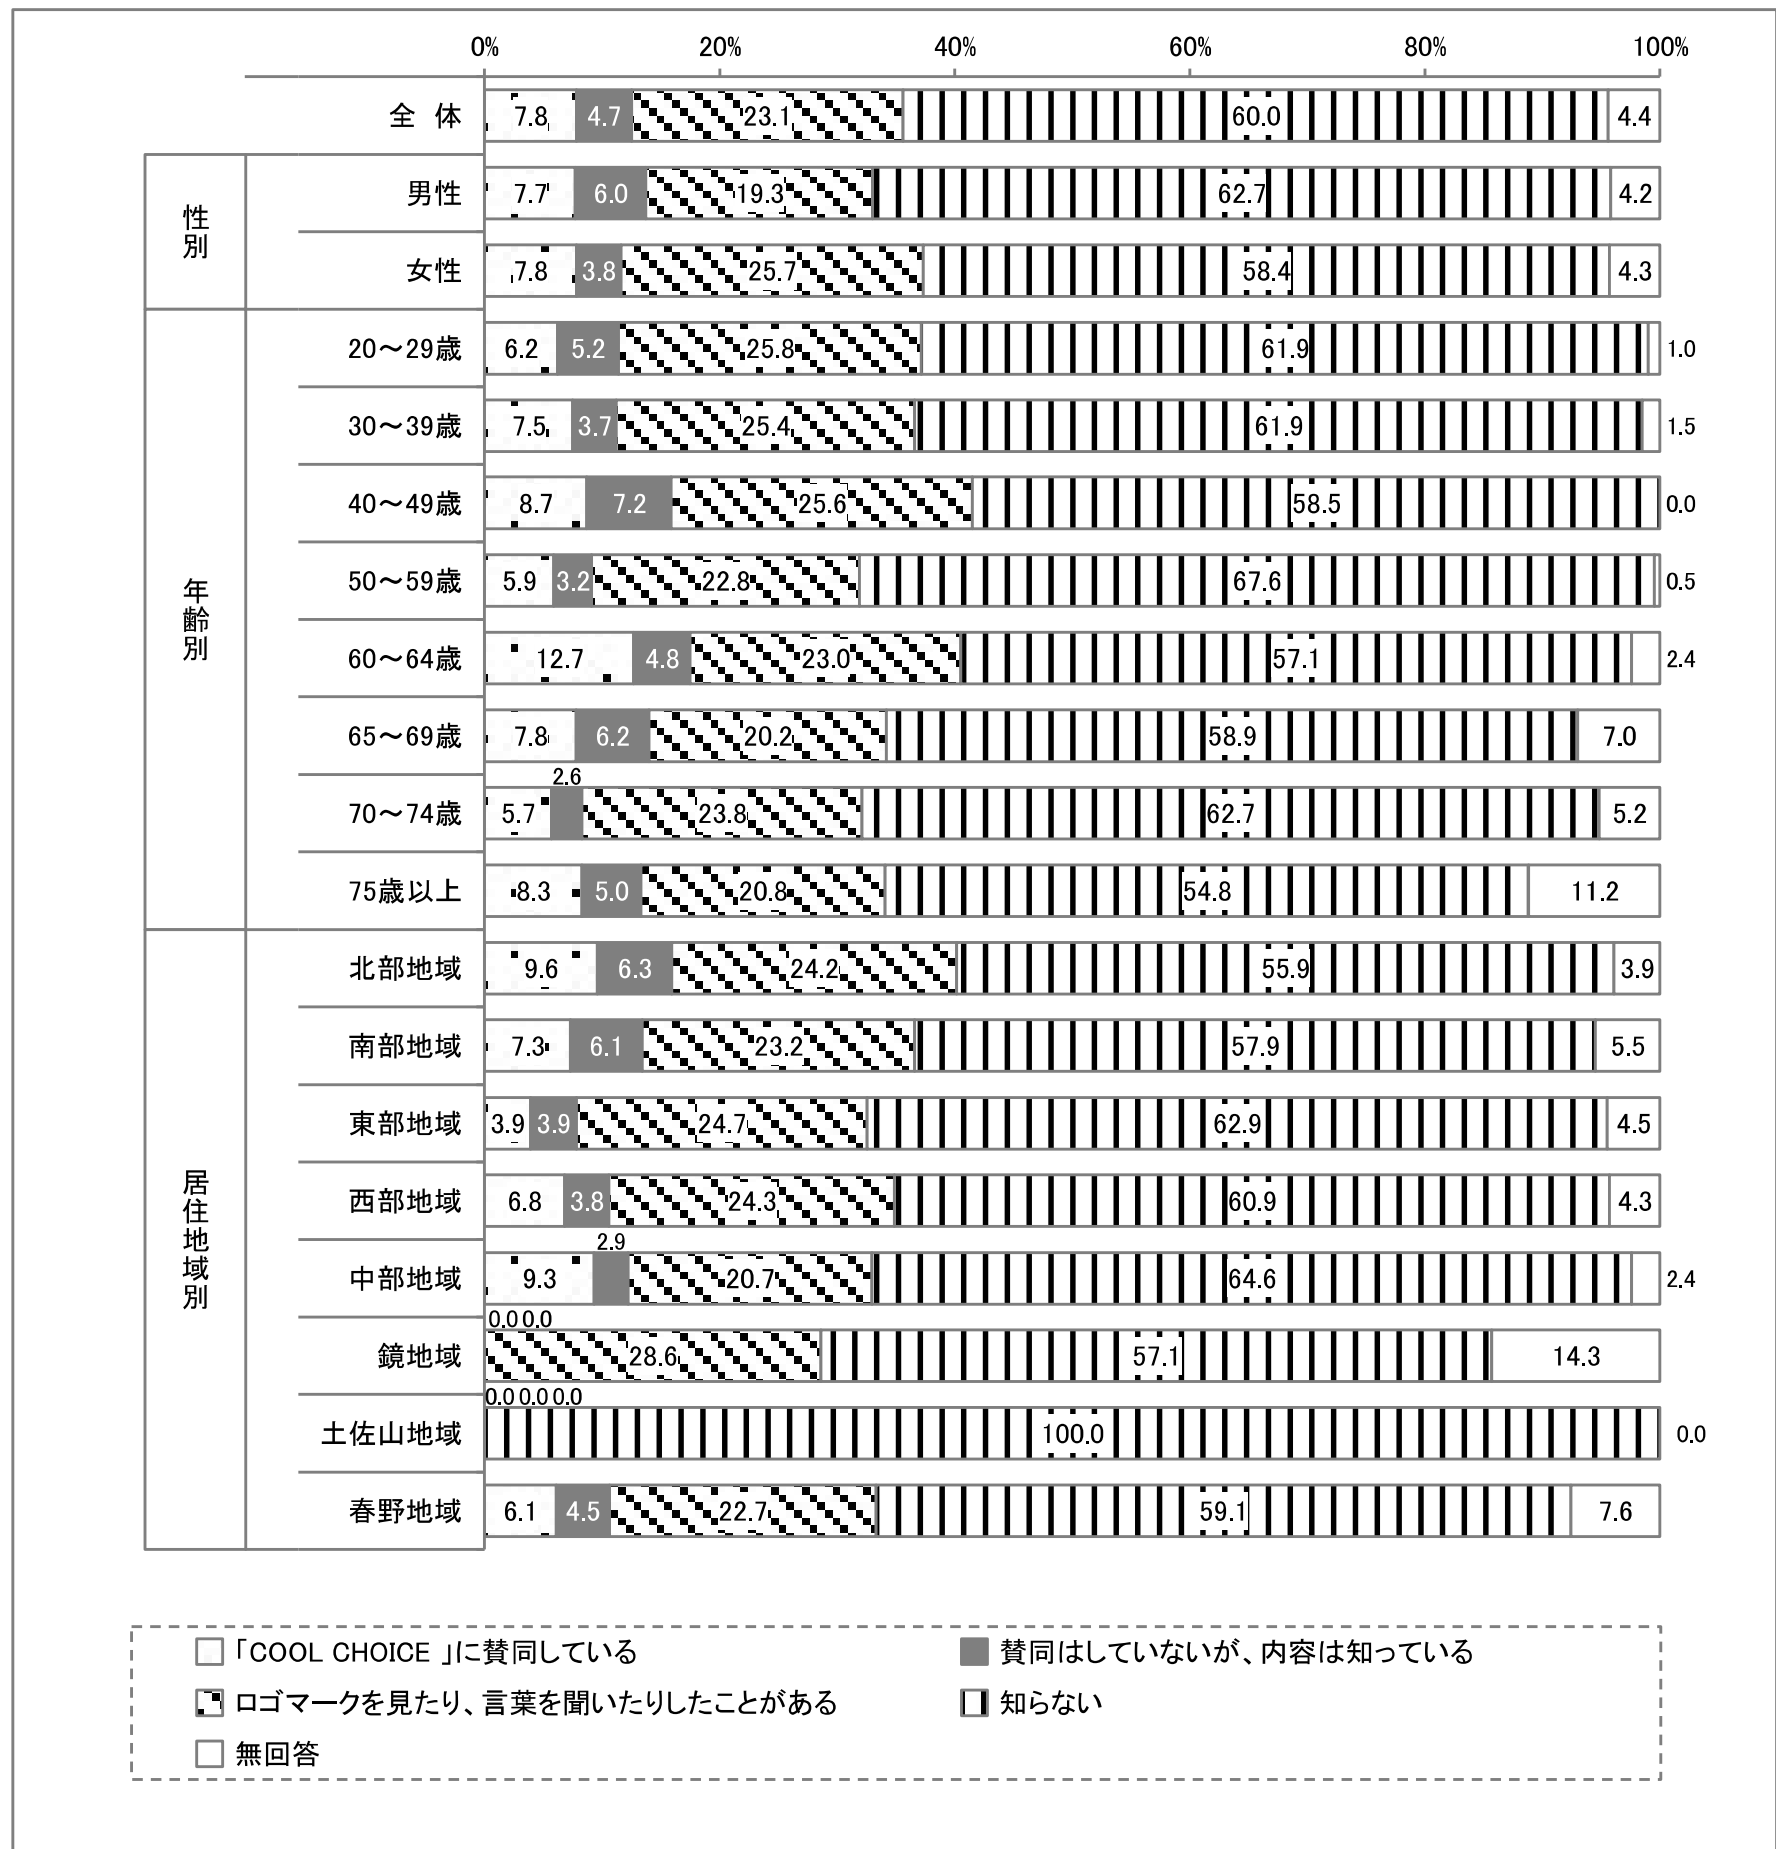 0% 20% 40% 60% 80% 100%
全 体 7.8 4.7 23.1 60.0 4.4
性別
男性 7.7 6.0 19.3 62.7 4.2
女性 7.8 3.8 25.7 58.4 4.3
年齢別
20～29歳 6.2 5.2 25.8 61.9 1.0
30～39歳 7.5 3.7 25.4 61.9 1.5
40～49歳 8.7 7.2 25.6 58.5 0.0
50～59歳 5.9 3.2 22.8 67.6 0.5
60～64歳 12.7 4.8 23.0 57.1 2.4
65～69歳 7.8 6.2 20.2 58.9 7.0
70～74歳 5.7 2.6 23.8 62.7 5.2
75歳以上 8.3 5.0 20.8 54.8 11.2
居住地域別
北部地域 9.6 6.3 24.2 55.9 3.9
南部地域 7.3 6.1 23.2 57.9 5.5
東部地域 3.9 3.9 24.7 62.9 4.5
西部地域 6.8 3.8 24.3 60.9 4.3
中部地域 9.3 2.9 20.7 64.6 2.4
鏡地域 0.0 0.0 28.6 57.1 14.3
土佐山地域 0.0 0.0 0.0 100.0 0.0
春野地域 6.1 4.5 22.7 59.1 7.6
「COOL CHOICE 」に賛同している 賛同はしていないが、内容は知っている
ロゴマークを見たり、言葉を聞いたりしたことがある 知らない
無回答